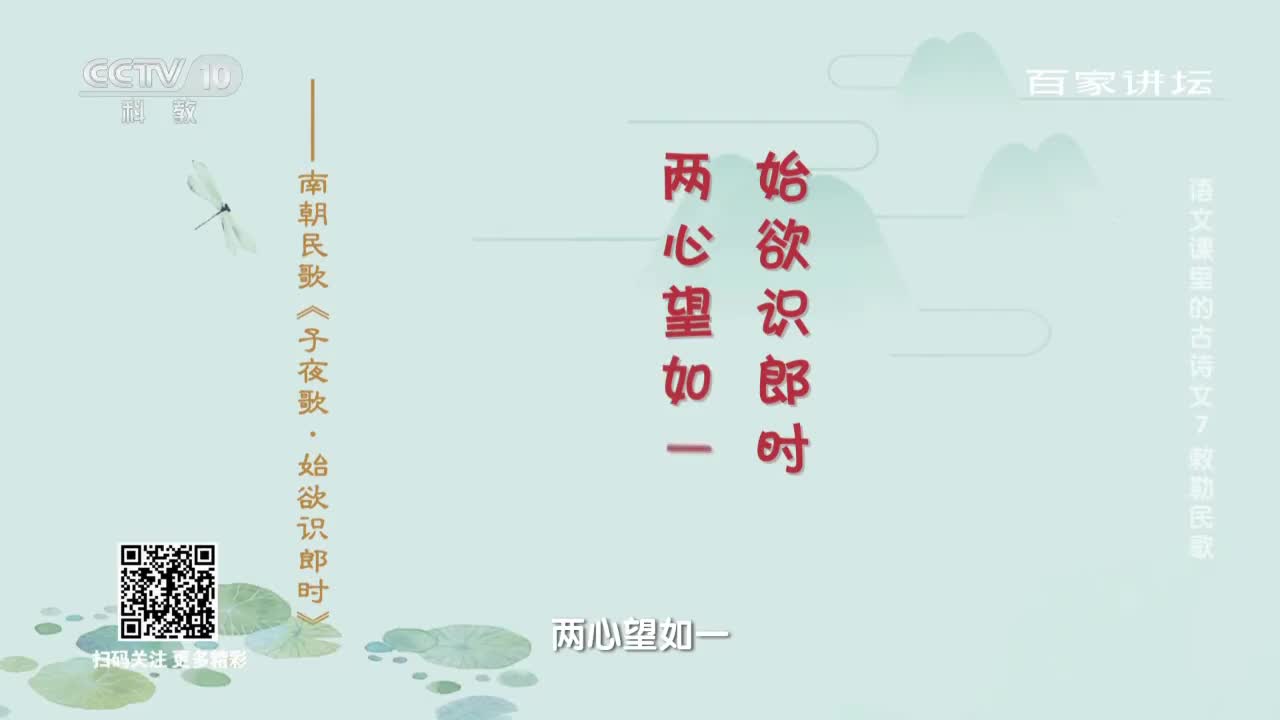 CCTV 10
科 教
百家讲坛
语文课里的古诗文7 敕勒民歌
始欲识郎时
两心望如一
——南朝民歌《子夜歌·始欲识郎时》
扫码关注 更多精彩
两心望如一